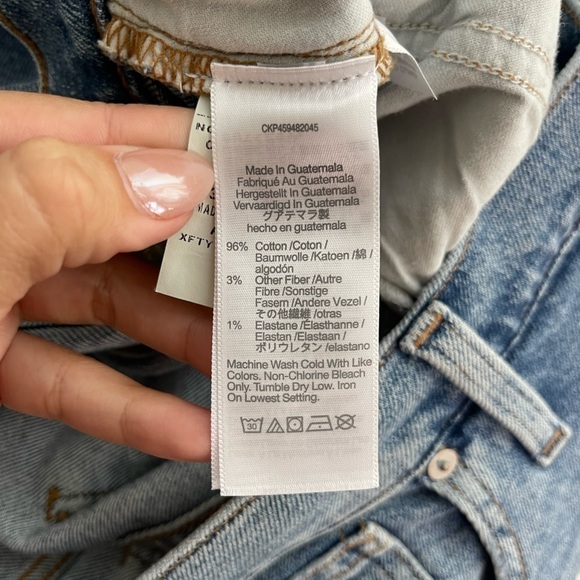 CKP459482045
Made In Guatemala
Fabriqué Au Guatemala
Hergestellt In Guatemala
Vervaardigd In Guatemala
グアテマラ製
hecho en guatemala
96% Cotton /Coton /
Baumwolle /Katoen /綿 /
algodón
3% Other Fiber /Autre
Fibre /Sonstige
Fasern /Andere Vezel /
その他繊維 /otras
1% Elastane /Élasthanne /
Elastan /Elastaan /
ポリウレタン /elastano
Machine Wash Cold With Like
Colors. Non-Chlorine Bleach
Only. Tumble Dry Low. Iron
On Lowest Setting.
30
XFTY